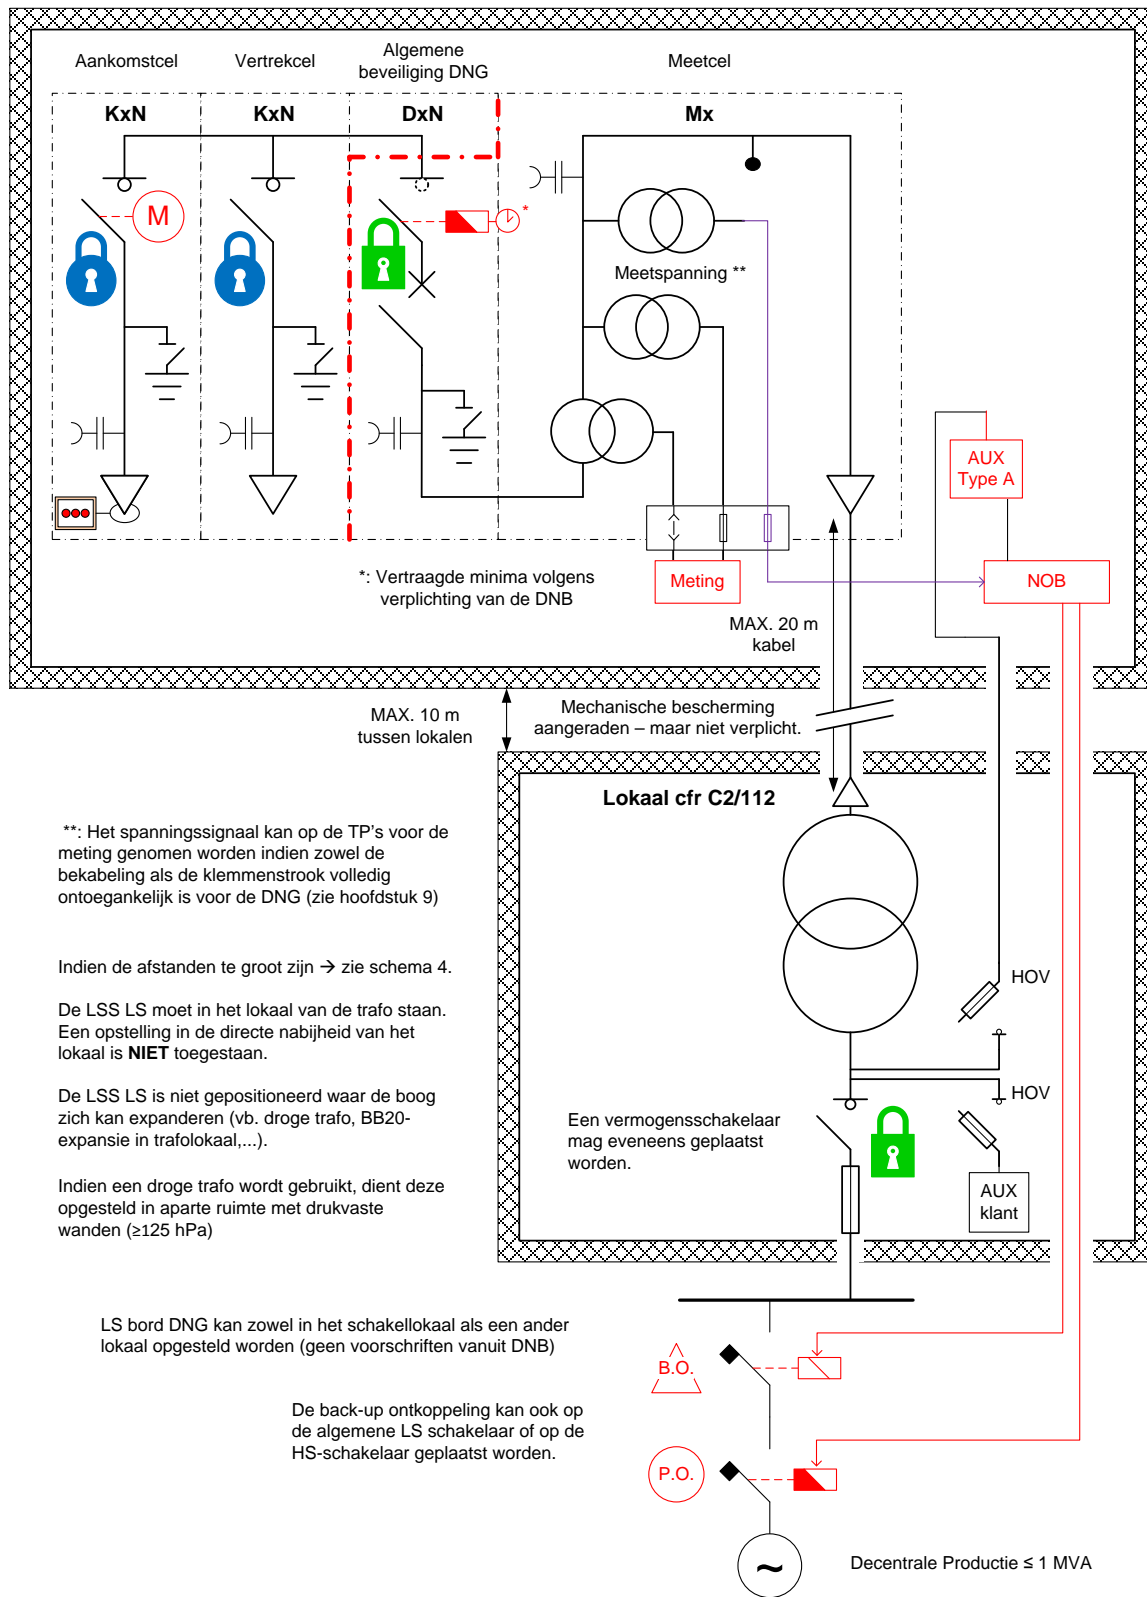 Aankomstcel
Vertrekcel
Algemene
beveiliging DNG
Meetcel
KxN
KxN
DxN
Mx
M
*
Meetspanning **
AUX
Type A
Meting
NOB
*: Vertraagde minima volgens
verplichting van de DNB
MAX. 20 m
kabel
MAX. 10 m
tussen lokalen
Mechanische bescherming
aangeraden – maar niet verplicht.
Lokaal cfr C2/112
**: Het spanningssignaal kan op de TP's voor de
meting genomen worden indien zowel de
bekabeling als de klemmenstrook volledig
ontoegankelijk is voor de DNG (zie hoofdstuk 9)
Indien de afstanden te groot zijn → zie schema 4.
De LSS LS moet in het lokaal van de trafo staan.
Een opstelling in de directe nabijheid van het
lokaal is NIET toegestaan.
De LSS LS is niet gepositioneerd waar de boog
zich kan expanderen (vb. droge trafo, BB20-
expansie in trafolokaal,...).
Indien een droge trafo wordt gebruikt, dient deze
opgesteld in aparte ruimte met drukvaste
wanden (≥125 hPa)
HOV
HOV
Een vermogensschakelaar
mag eveneens geplaatst
worden.
AUX
klant
LS bord DNG kan zowel in het schakellokaal als een ander
lokaal opgesteld worden (geen voorschriften vanuit DNB)
B.O.
De back-up ontkoppeling kan ook op
de algemene LS schakelaar of op de
HS-schakelaar geplaatst worden.
P.O.
~
Decentrale Productie ≤ 1 MVA